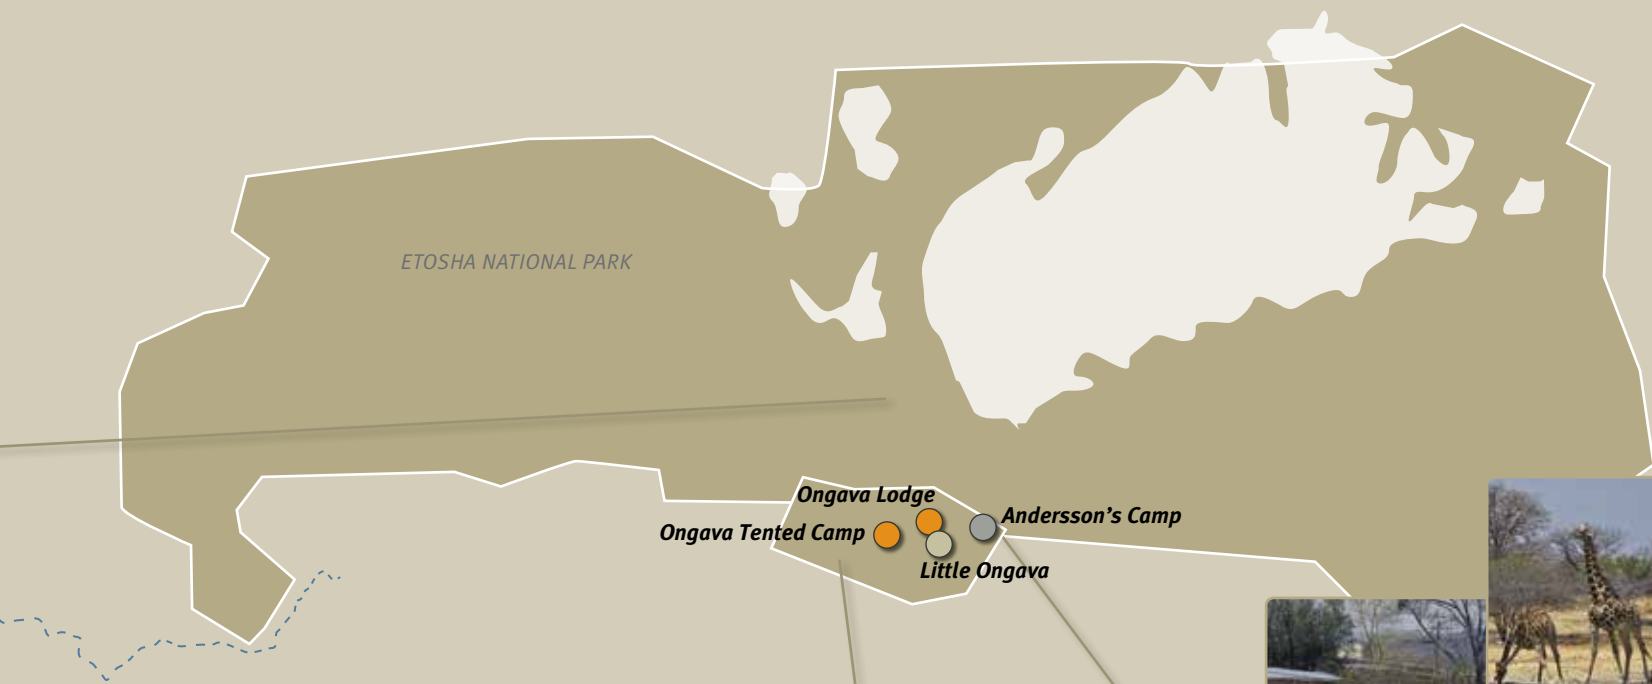 ETOSHA NATIONAL PARK
Ongava Lodge
Andersson’s Camp
Ongava Tented Camp
Little Ongava